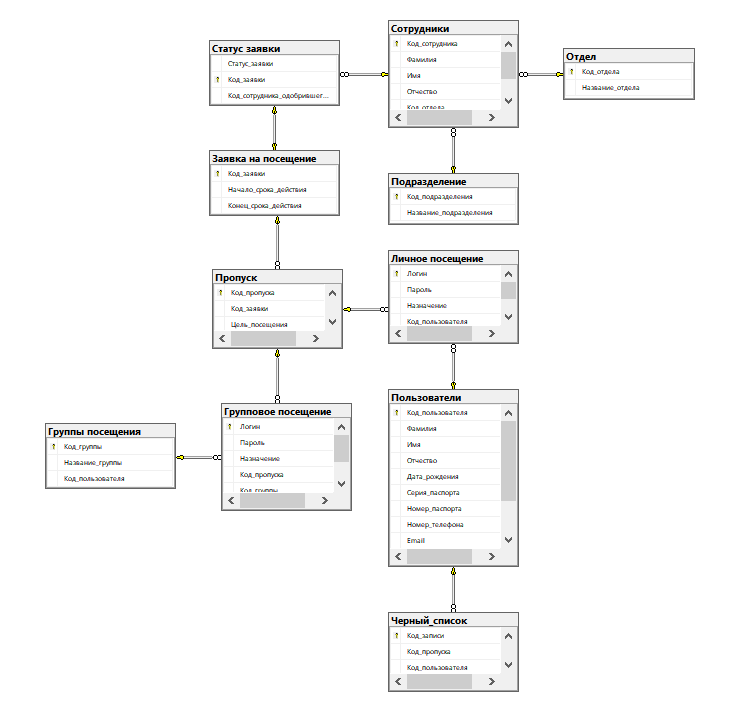 Сотрудники
Код_сотрудника
Фамилия
Имя
Отчество
Код_отдела
Статус заявки
Статус_заявки
Код_заявки
Код_сотрудника_одобрившег...
Отдел
Код_отдела
Название_отдела
Заявка на посещение
Код_заявки
Начало_срока_действия
Конец_срока_действия
Подразделение
Код_подразделения
Название_подразделения
Личное посещение
Логин
Пароль
Назначение
Код_пользователя
Пропуск
Код_пропуска
Код_заявки
Цель_посещения
Пользователи
Код_пользователя
Фамилия
Имя
Отчество
Дата_рождения
Серия_паспорта
Номер_паспорта
Номер_телефона
Email
Групповое посещение
Логин
Пароль
Назначение
Код_пропуска
Код_группы
Группы посещения
Код_группы
Название_группы
Код_пользователя
Черный_список
Код_записи
Код_пропуска
Код_пользователя